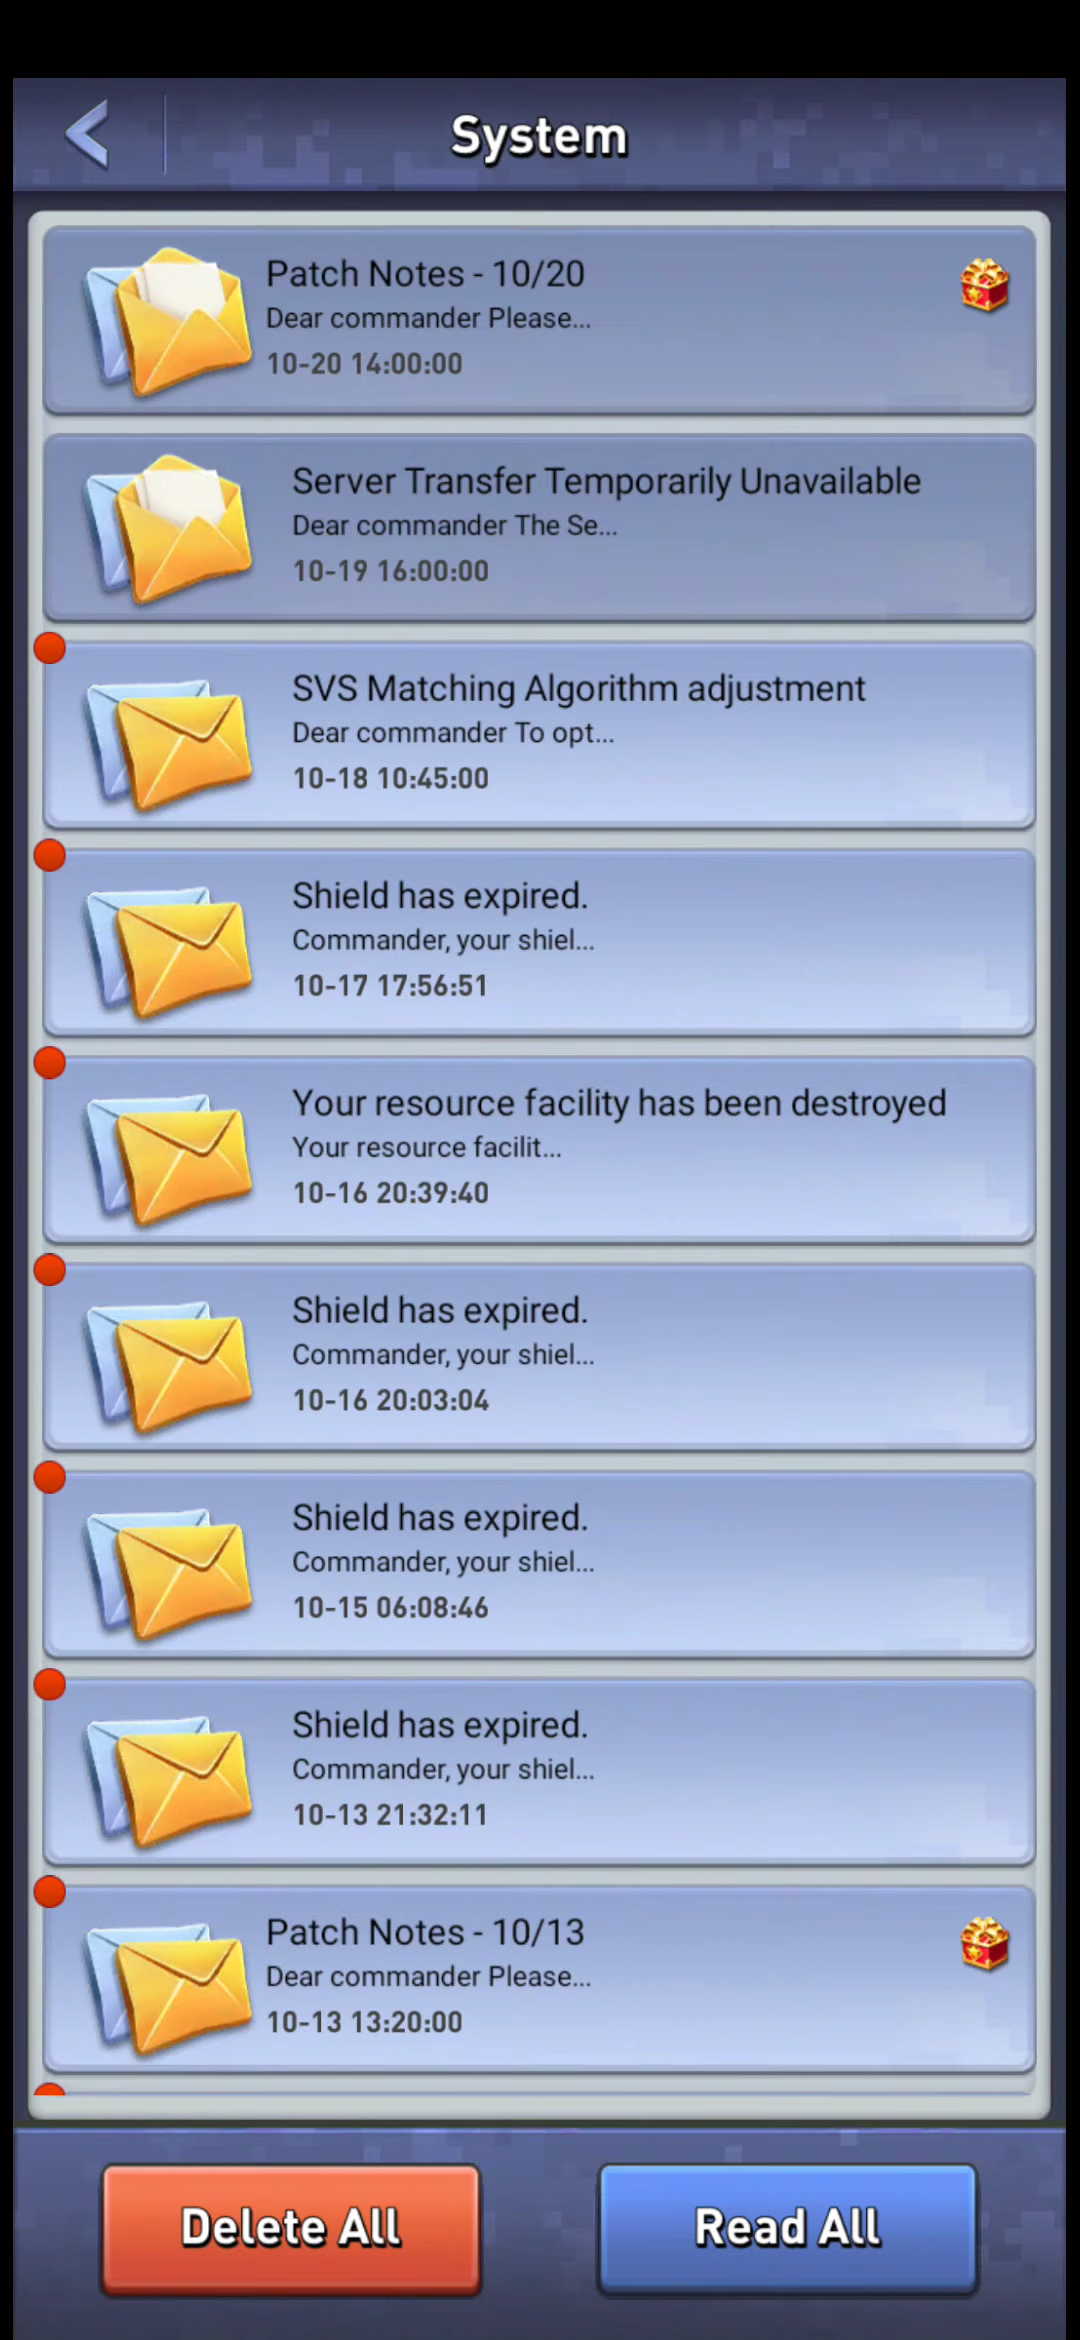 System
Patch Notes - 10/20
Dear commander Please...
10-20 14:00:00
Server Transfer Temporarily Unavailable
Dear commander The Se...
10-19 16:00:00
SVS Matching Algorithm adjustment
Dear commander To opt...
10-18 10:45:00
Shield has expired.
Commander, your shiel...
10-17 17:56:51
Your resource facility has been destroyed
Your resource facilit...
10-16 20:39:40
Shield has expired.
Commander, your shiel...
10-16 20:03:04
Shield has expired.
Commander, your shiel...
10-15 06:08:46
Shield has expired.
Commander, your shiel...
10-13 21:32:11
Patch Notes - 10/13
Dear commander Please...
10-13 13:20:00
Delete All
Read All